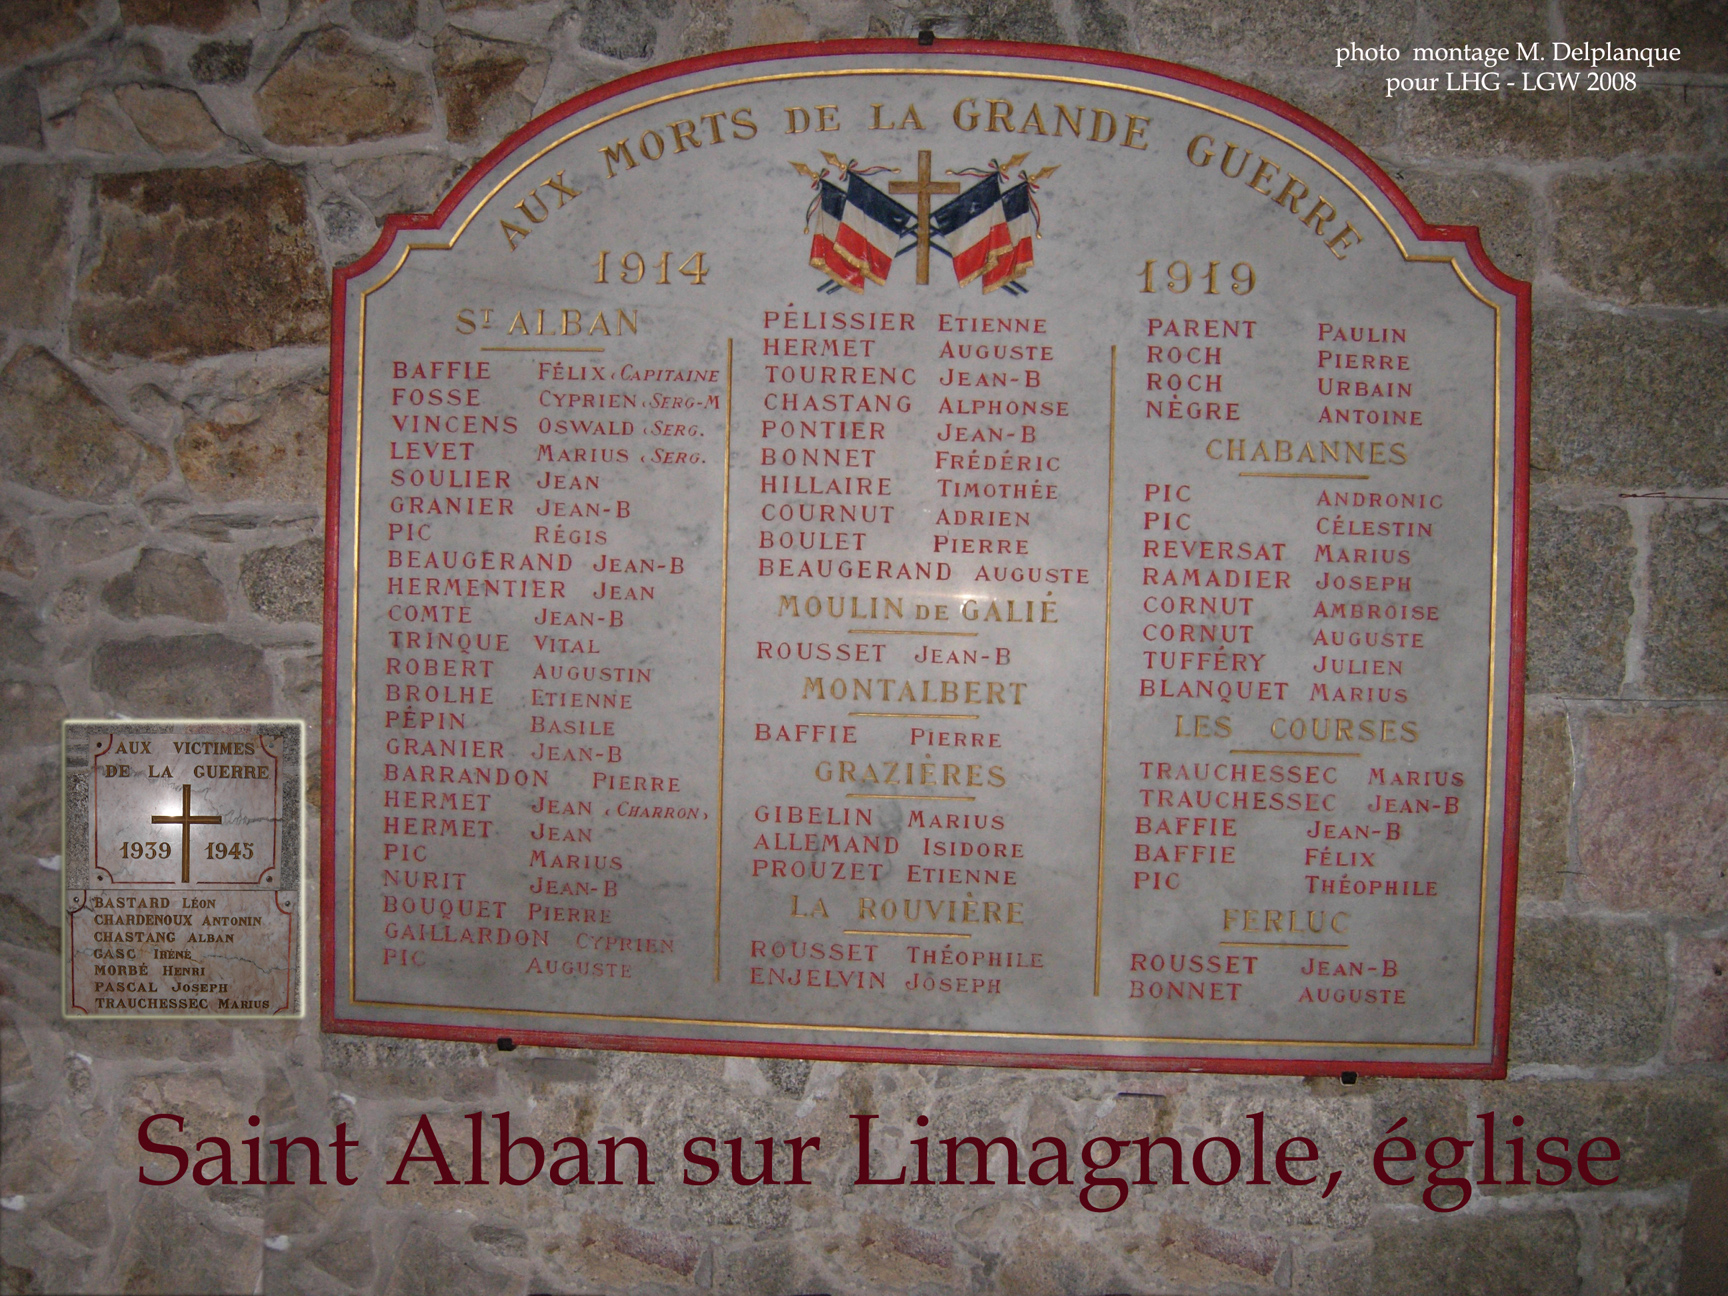 photo montage M. Delplanque
pour LHG - LGW 2008
AUX MORTS DE LA GRANDE GUERRE
1914 1919
ST ALBAN
BAFFIE FÉLIX (CAPITAINE
FOSSE CYPRIEN (SERG-M
VINCENS OSWALD (SERG.
LEVET MARIUS (SERG.
SOULIER JEAN
GRANIER JEAN-B
PIC RÉGIS
BEAUGERAND JEAN-B
HERMENTIER JEAN
COMTE JEAN-B
TRINQUE VITAL
ROBERT AUGUSTIN
BROLHE ETIENNE
PÉPIN BASILE
GRANIER JEAN-B
BARRANDON PIERRE
HERMET JEAN (CHARRON)
HERMET JEAN
PIC MARIUS
NURIT JEAN-B
BOUQUET PIERRE
GAILLARDON CYPRIEN
PIC AUGUSTE
PÉLISSIER ETIENNE
HERMET AUGUSTE
TOURRENC JEAN-B
CHASTANG ALPHONSE
PONTIER JEAN-B
BONNET FRÉDÉRIC
HILLAIRE TIMOTHÉE
COURNUT ADRIEN
BOULET PIERRE
BEAUGERAND AUGUSTE
MOULIN DE GALIÉ
ROUSSET JEAN-B
MONTALBERT
BAFFIE PIERRE
GRAZIÈRES
GIBELIN MARIUS
ALLEMAND ISIDORE
PROUZET ETIENNE
LA ROUVIÈRE
ROUSSET THÉOPHILE
ENJELVIN JOSEPH
PARENT PAULIN
ROCH PIERRE
ROCH URBAIN
NÈGRE ANTOINE
CHABANNES
PIC ANDRONIC
PIC CÉLESTIN
REVERSAT MARIUS
RAMADIER JOSEPH
CORNUT AMBROISE
CORNUT AUGUSTE
TUFFÉRY JULIEN
BLANQUET MARIUS
LES COURSES
TRAUCHESSEC MARIUS
TRAUCHESSEC JEAN-B
BAFFIE JEAN-B
BAFFIE FÉLIX
PIC THÉOPHILE
FERLUC
ROUSSET JEAN-B
BONNET AUGUSTE
AUX VICTIMES
DE LA GUERRE
1939 1945
BASTARD LÉON
CHARDENOUX ANTONIN
CHASTANG ALBAN
GASC IRÉNÉ
MORBÉ HENRI
PASCAL JOSEPH
TRAUCHESSEC MARIUS
Saint Alban sur Limagnole, église